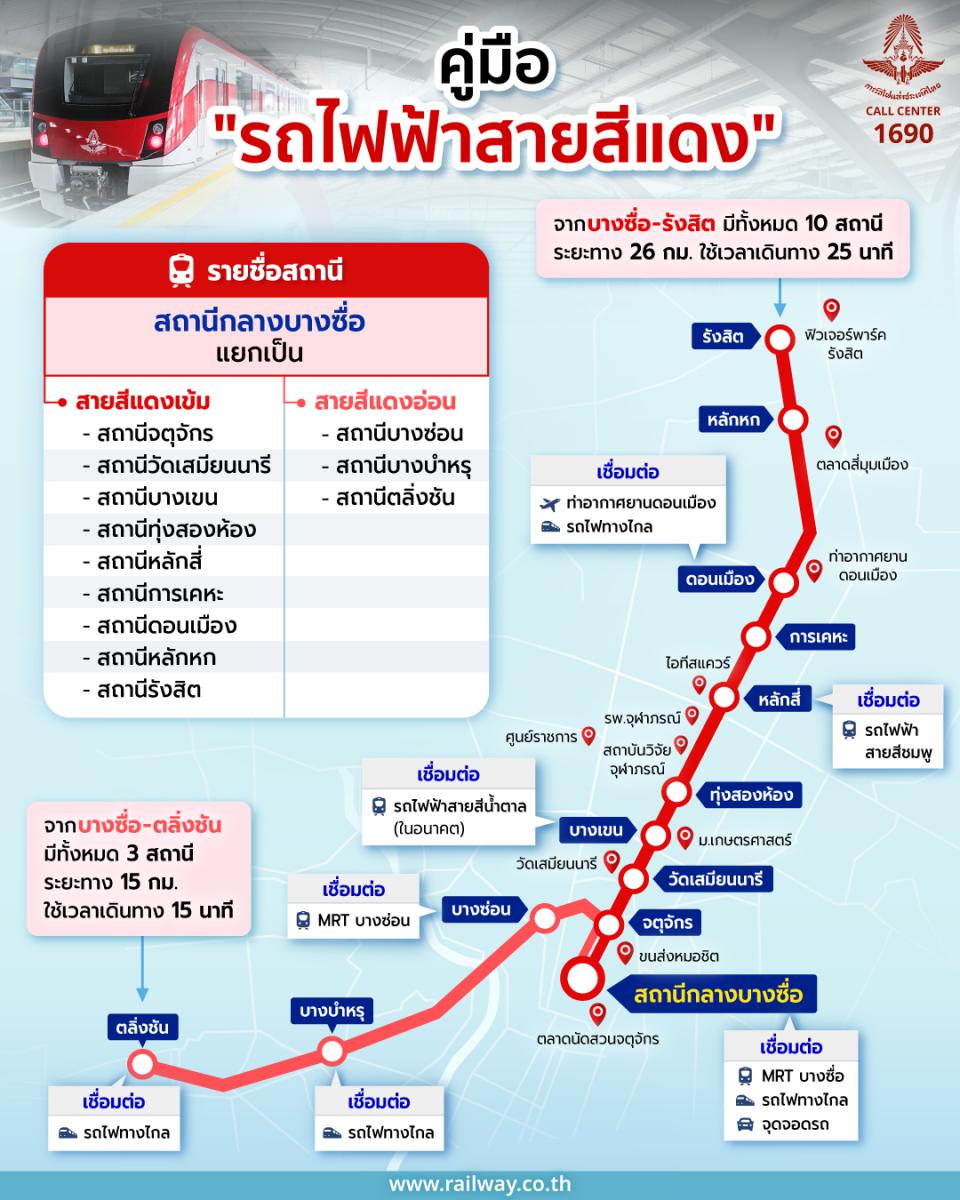 คู่มือ
"รถไฟฟ้าสายสีแดง"
การรถไฟแห่งประเทศไทย
CALL CENTER
1690
จากบางซื่อ-รังสิต มีทั้งหมด 10 สถานี
ระยะทาง 26 กม. ใช้เวลาเดินทาง 25 นาที
รายชื่อสถานี
สถานีกลางบางซื่อ
แยกเป็น
สายสีแดงเข้ม
- สถานีจตุจักร
- สถานีวัดเสมียนนารี
- สถานีบางเขน
- สถานีทุ่งสองห้อง
- สถานีหลักสี่
- สถานีการเคหะ
- สถานีดอนเมือง
- สถานีหลักหก
- สถานีรังสิต
สายสีแดงอ่อน
- สถานีบางซ่อน
- สถานีบางบำหรุ
- สถานีตลิ่งชัน
รังสิต
ฟิวเจอร์พาร์ค
รังสิต
หลักหก
ตลาดสี่มุมเมือง
เชื่อมต่อ
ท่าอากาศยานดอนเมือง
รถไฟทางไกล
ดอนเมือง
ท่าอากาศยาน
ดอนเมือง
การเคหะ
ไอทีสแควร์
หลักสี่
เชื่อมต่อ
รถไฟฟ้า
สายสีชมพู
รพ.จุฬาภรณ์
ศูนย์ราชการ
สถาบันวิจัย
จุฬาภรณ์
ทุ่งสองห้อง
เชื่อมต่อ
รถไฟฟ้าสายสีน้ำตาล
(ในอนาคต)
บางเขน
ม.เกษตรศาสตร์
วัดเสมียนนารี
วัดเสมียนนารี
จากบางซื่อ-ตลิ่งชัน
มีทั้งหมด 3 สถานี
ระยะทาง 15 กม.
ใช้เวลาเดินทาง 15 นาที
เชื่อมต่อ
MRT บางซ่อน
บางซ่อน
จตุจักร
ขนส่งหมอชิต
สถานีกลางบางซื่อ
ตลาดนัดสวนจตุจักร
เชื่อมต่อ
MRT บางซื่อ
รถไฟทางไกล
จุดจอดรถ
บางบำหรุ
เชื่อมต่อ
รถไฟทางไกล
ตลิ่งชัน
เชื่อมต่อ
รถไฟทางไกล
www.railway.co.th